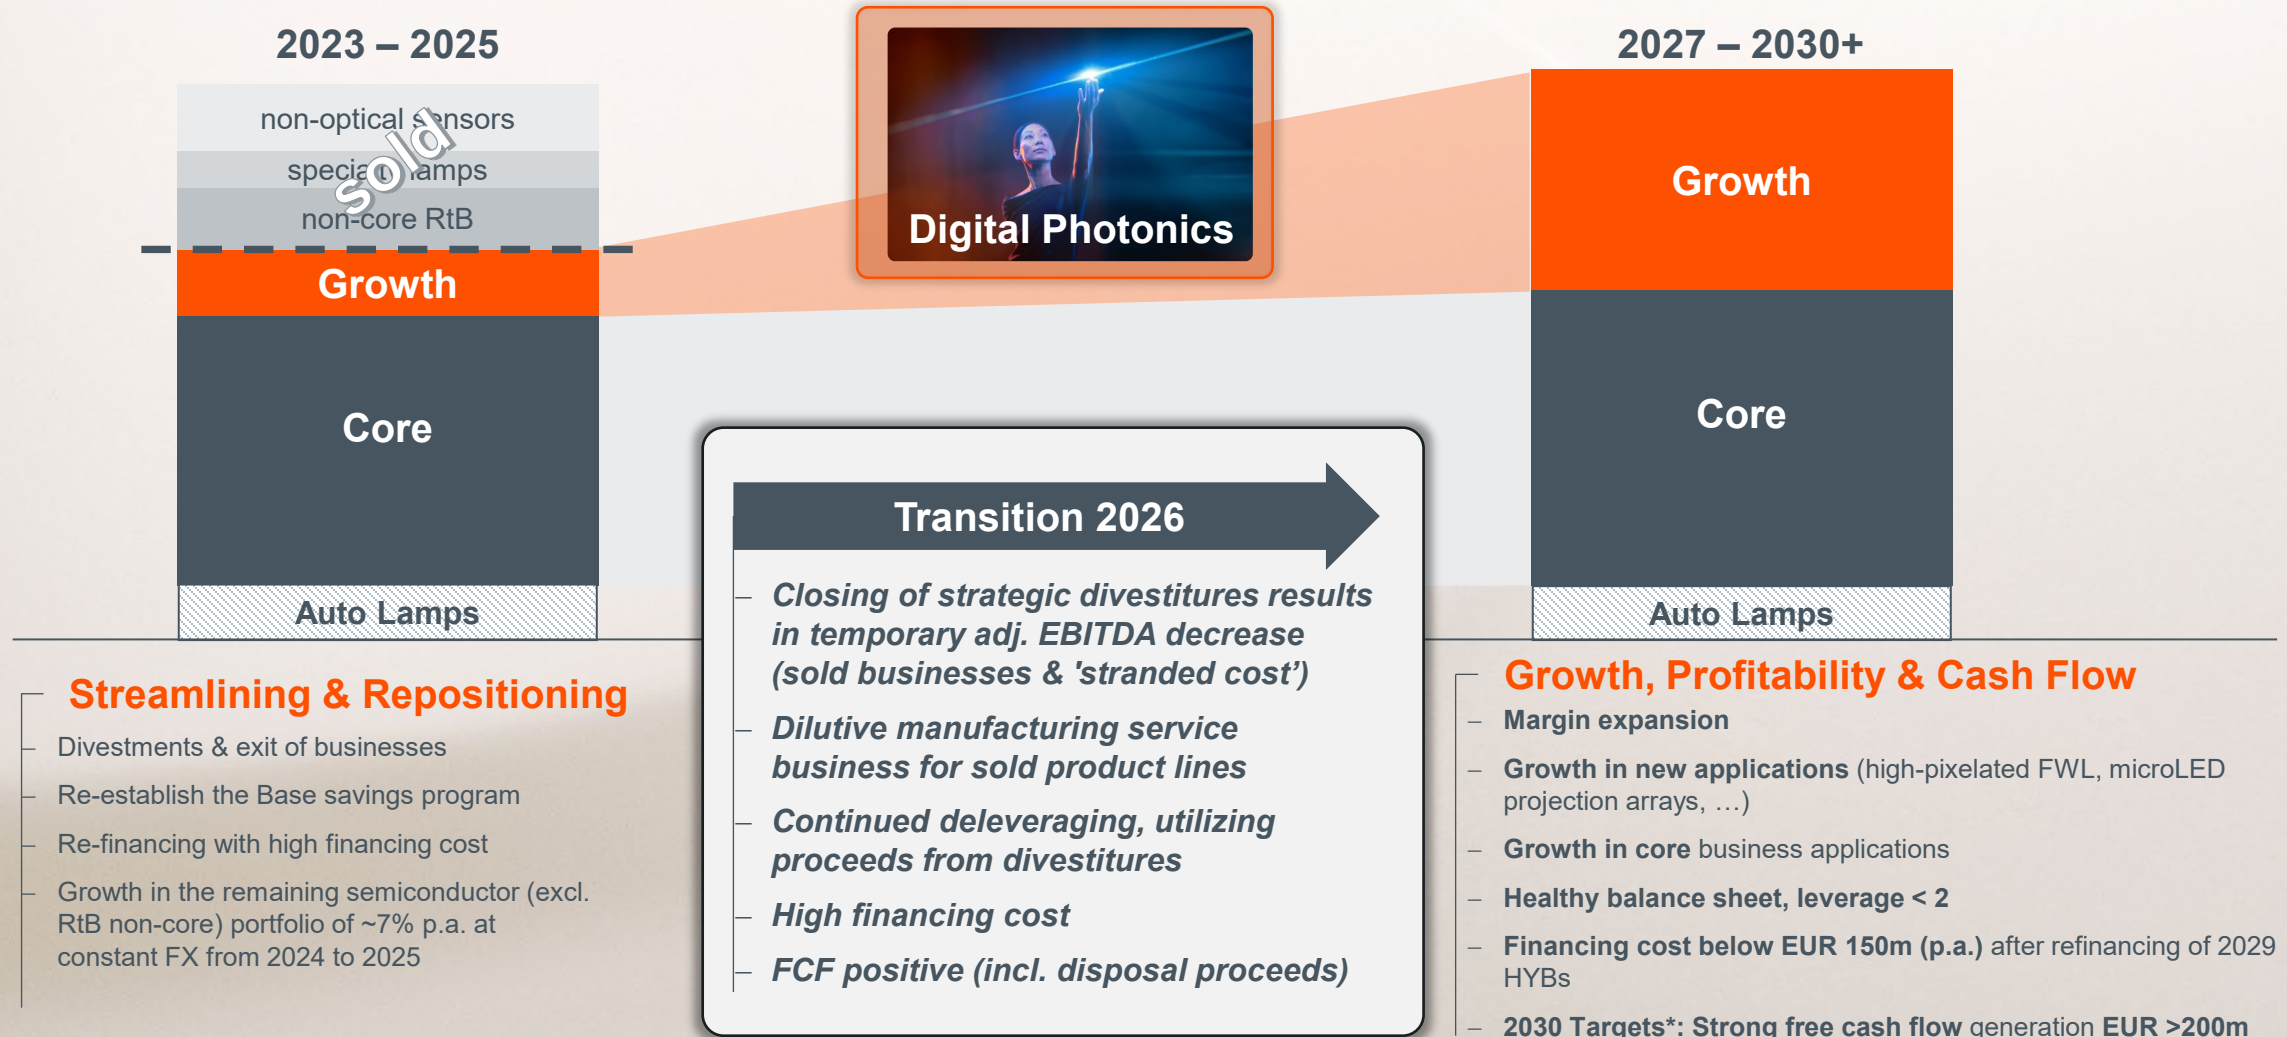 2023 – 2025
non-optical sensors
specialty lamps
non-core RtB
sold
Growth
Core
Auto Lamps
Streamlining & Repositioning
– Divestments & exit of businesses
– Re-establish the Base savings program
– Re-financing with high financing cost
– Growth in the remaining semiconductor (excl.
RtB non-core) portfolio of ~7% p.a. at
constant FX from 2024 to 2025
Digital Photonics
Transition 2026
– Closing of strategic divestitures results
in temporary adj. EBITDA decrease
(sold businesses & 'stranded cost’)
– Dilutive manufacturing service
business for sold product lines
– Continued deleveraging, utilizing
proceeds from divestitures
– High financing cost
– FCF positive (incl. disposal proceeds)
2027 – 2030+
Growth
Core
Auto Lamps
Growth, Profitability & Cash Flow
– Margin expansion
– Growth in new applications (high-pixelated FWL, microLED
projection arrays, …)
– Growth in core business applications
– Healthy balance sheet, leverage < 2
– Financing cost below EUR 150m (p.a.) after refinancing of 2029
HYBs
– 2030 Targets*: Strong free cash flow generation EUR >200m